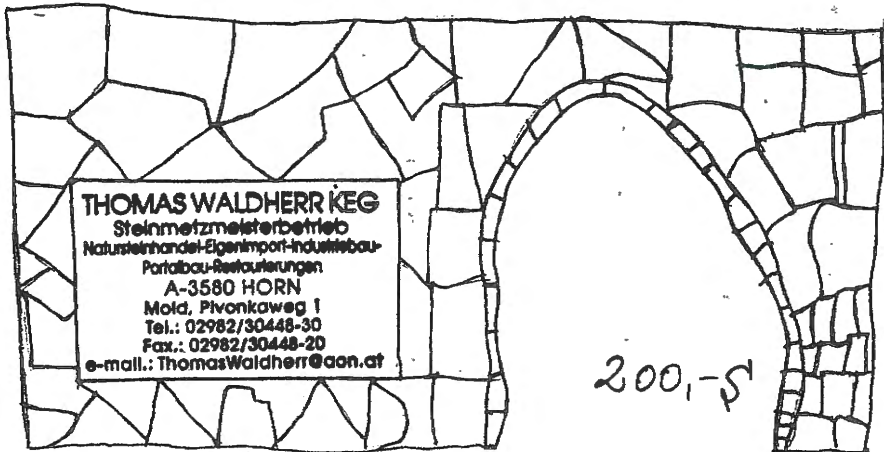 THOMAS WALDHERR KEG
Steinmetzmeisterbetrieb
Natursteinhandel-Eigenimport-Industriebau-
Portalbau-Restaurierungen
A-3580 HORN
Mold, Pivonkaweg 1
Tel.: 02982/30448-30
Fax.: 02982/30448-20
e-mail.: ThomasWaldherr@aon.at
200,-S